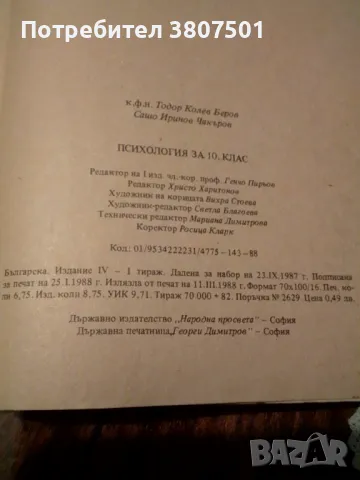 Потребител 3807501
к.ф.н. Тодор Колев Беров
Сашо Иринов Чакъров
ПСИХОЛОГИЯ ЗА 10. КЛАС
Редактор на I изд. чл.-кор. проф. Генчо Пирьов
Редактор Христо Харитонов
Художник на корицата Вихра Стоева
Художник-редактор Светла Благоева
Технически редактор Мариана Димитрова
Коректор Росица Кларк
Код: 01/9534222231/4775-143-88
Българска. Издание IV – I тираж. Дадена за набор на 23.IX.1987 г. Подписана
за печат на 25.I.1988 г. Излязла от печат на 11.III.1988 г. Формат 70x100/16. Печ. ко-
ли 6,75. Изд. коли 8,75. УИК 9,71. Тираж 70 000 + 82. Поръчка № 2629. Цена 0,49 лв.
Държавно издателство „Народна просвета" – София
Държавна печатница „Георги Димитров" – София
BAZAR